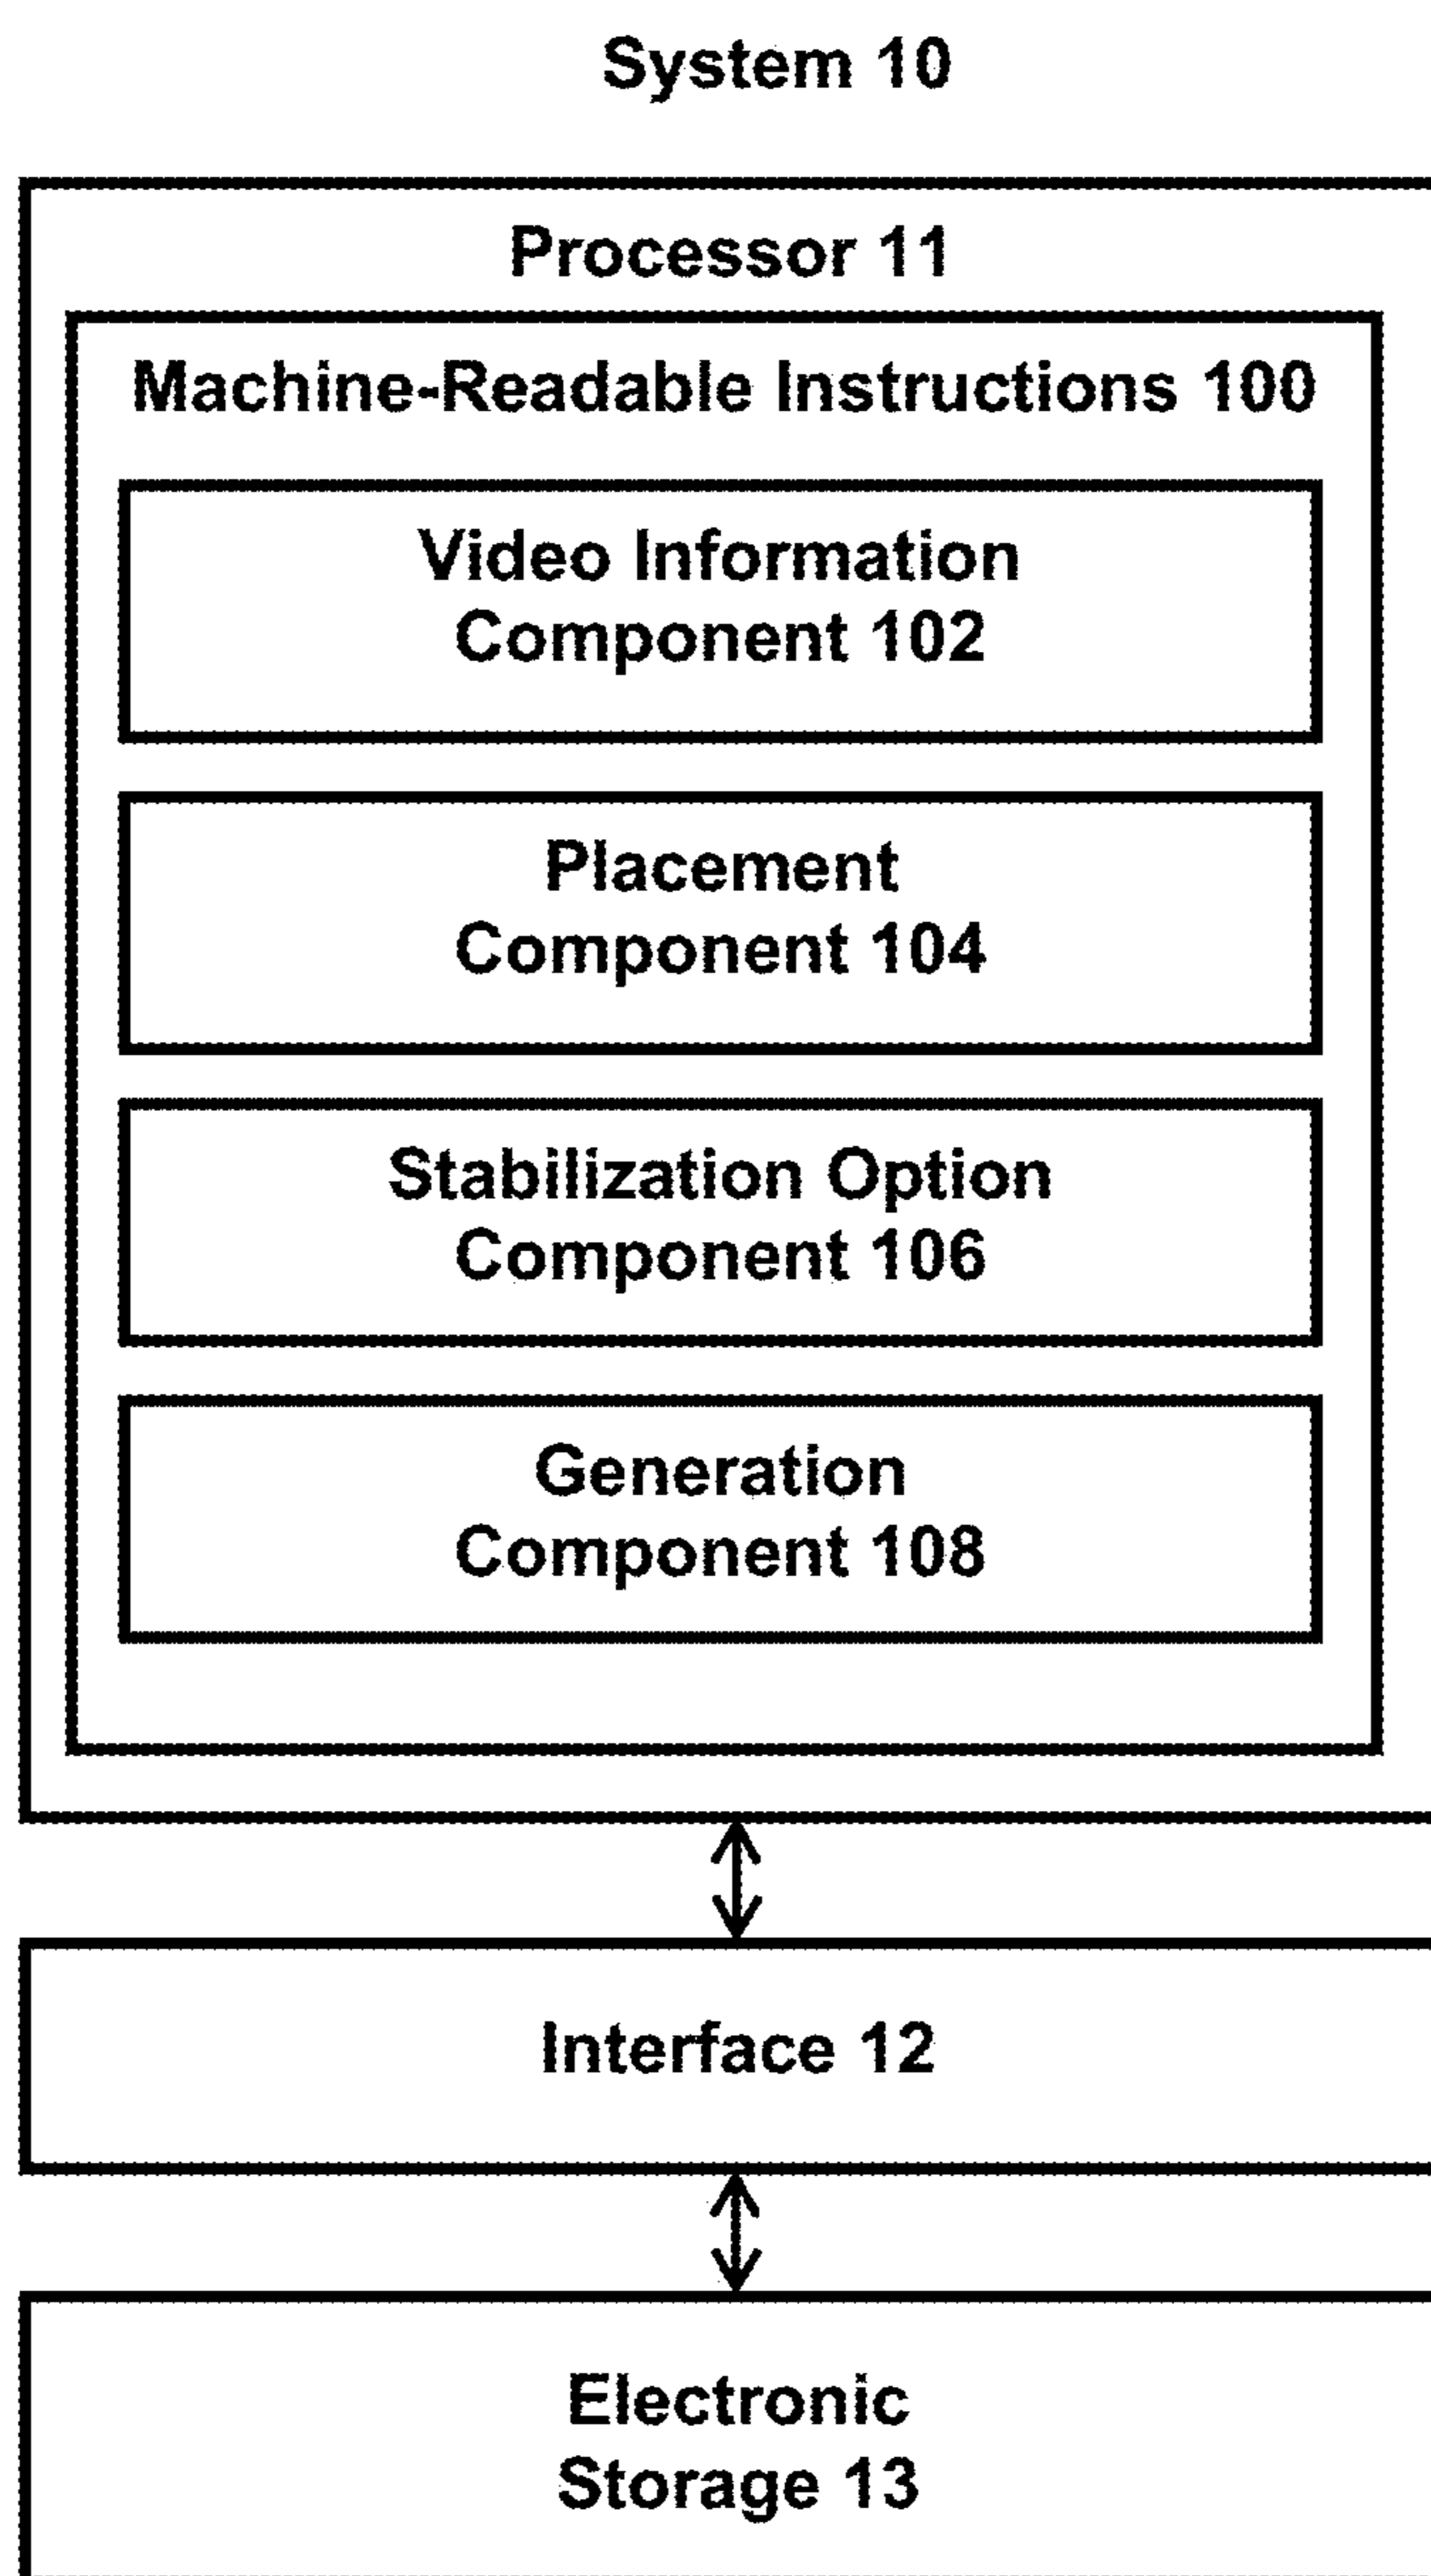 System 10
Processor 11
Machine-Readable Instructions 100
Video Information
Component 102
Placement
Component 104
Stabilization Option
Component 106
Generation
Component 108
Interface 12
Electronic
Storage 13